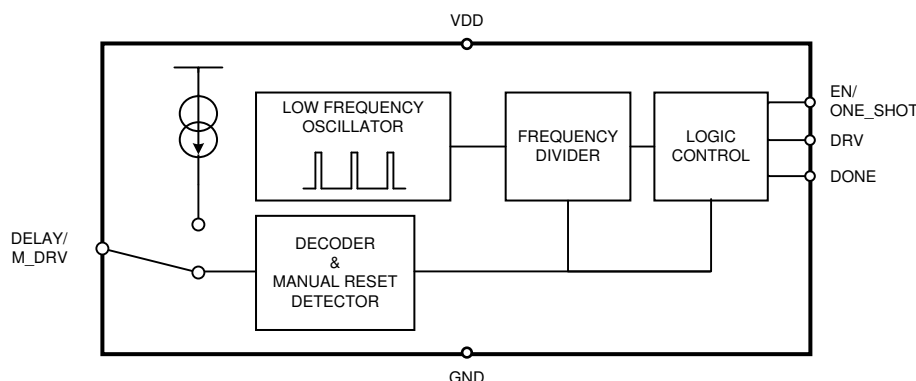 VDD
LOW FREQUENCY
OSCILLATOR
FREQUENCY
DIVIDER
LOGIC
CONTROL
EN/
ONE_SHOT
DRV
DONE
DELAY/
M_DRV
DECODER
&
MANUAL RESET
DETECTOR
GND